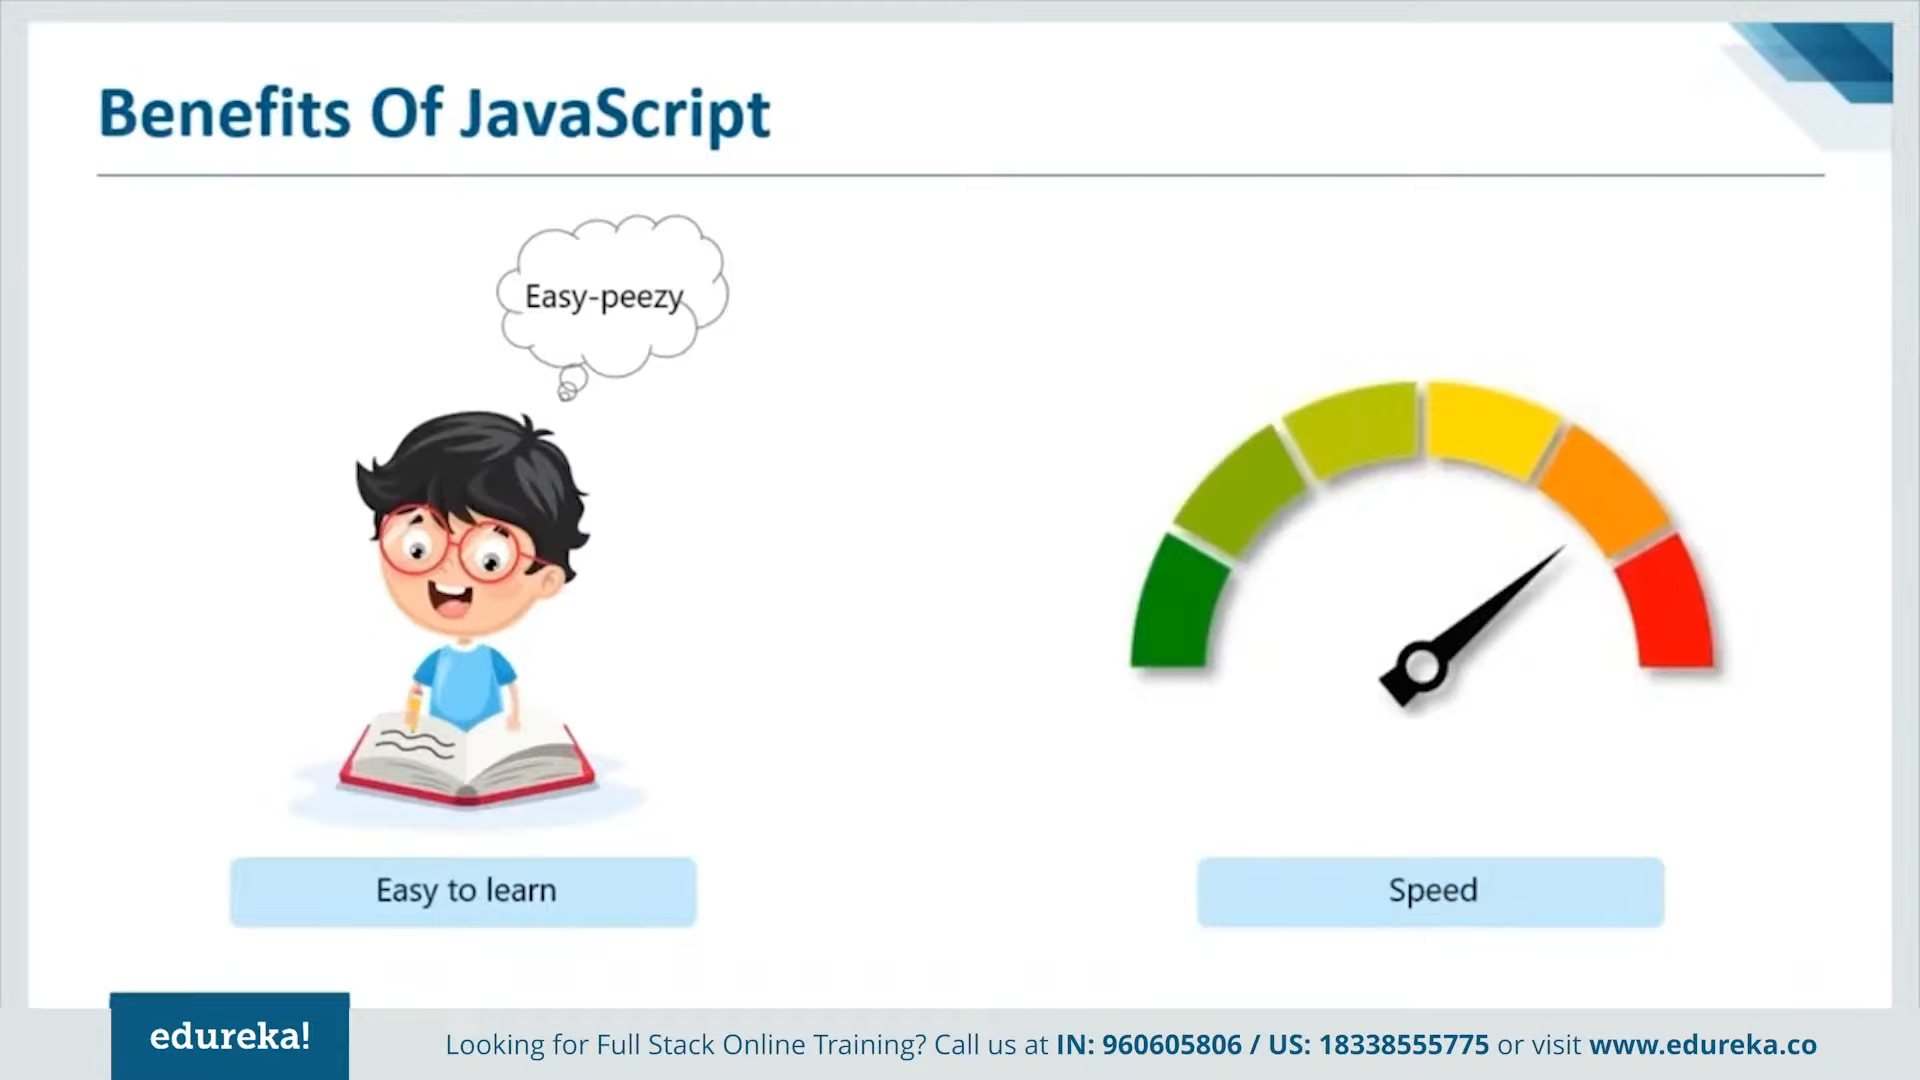 Benefits Of JavaScript
Easy-peezy
Easy to learn
Speed
edureka!
Looking for Full Stack Online Training? Call us at IN: 960605806 / US: 18338555775 or visit www.edureka.co